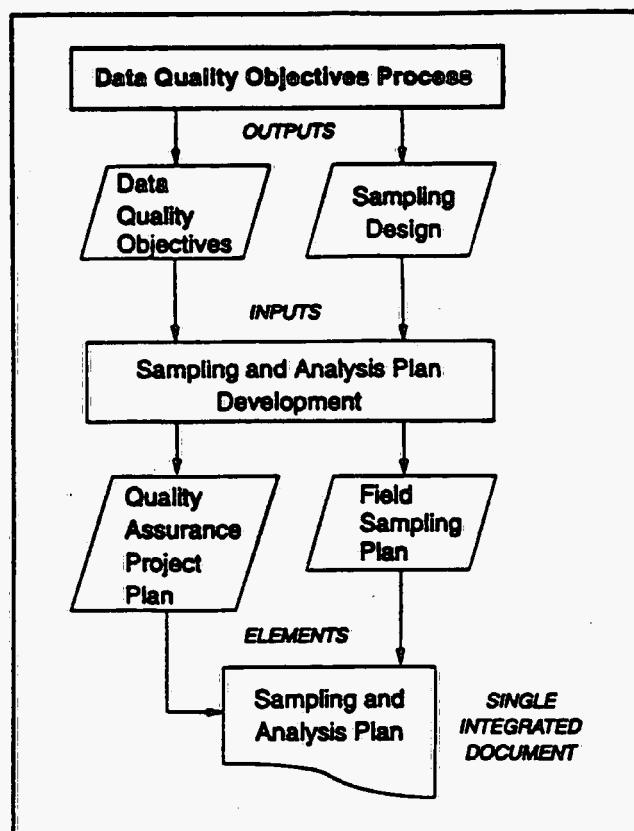 Data Quality Objectives Process
OUTPUTS
Data
Quality
Objectives
Sampling
Design
INPUTS
Sampling and Analysis Plan
Development
Quality
Assurance
Project
Plan
Field
Sampling
Plan
ELEMENTS
Sampling and
Analysis Plan
SINGLE
INTEGRATED
DOCUMENT